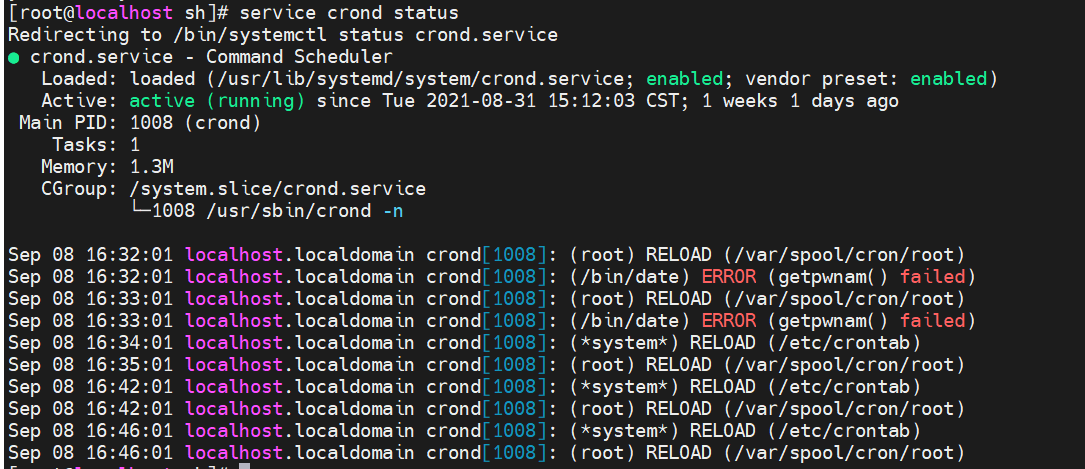 [root@localhost sh]# service crond status
Redirecting to /bin/systemctl status crond.service
● crond.service - Command Scheduler
   Loaded: loaded (/usr/lib/systemd/system/crond.service; enabled; vendor preset: enabled)
   Active: active (running) since Tue 2021-08-31 15:12:03 CST; 1 weeks 1 days ago
 Main PID: 1008 (crond)
    Tasks: 1
   Memory: 1.3M
   CGroup: /system.slice/crond.service
           └─1008 /usr/sbin/crond -n

Sep 08 16:32:01 localhost.localdomain crond[1008]: (root) RELOAD (/var/spool/cron/root)
Sep 08 16:32:01 localhost.localdomain crond[1008]: (/bin/date) ERROR (getpwnam() failed)
Sep 08 16:33:01 localhost.localdomain crond[1008]: (root) RELOAD (/var/spool/cron/root)
Sep 08 16:33:01 localhost.localdomain crond[1008]: (/bin/date) ERROR (getpwnam() failed)
Sep 08 16:34:01 localhost.localdomain crond[1008]: (*system*) RELOAD (/etc/crontab)
Sep 08 16:35:01 localhost.localdomain crond[1008]: (root) RELOAD (/var/spool/cron/root)
Sep 08 16:42:01 localhost.localdomain crond[1008]: (*system*) RELOAD (/etc/crontab)
Sep 08 16:42:01 localhost.localdomain crond[1008]: (root) RELOAD (/var/spool/cron/root)
Sep 08 16:46:01 localhost.localdomain crond[1008]: (*system*) RELOAD (/etc/crontab)
Sep 08 16:46:01 localhost.localdomain crond[1008]: (root) RELOAD (/var/spool/cron/root)
[root@localhost sh]#